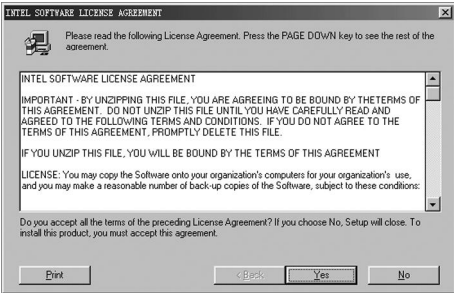 INTEL SOFTWARE LICENSE AGREEMENT
Please read the following License Agreement. Press the PAGE DOWN key to see the rest of the
agreement.
INTEL SOFTWARE LICENSE AGREEMENT
IMPORTANT - BY UNZIPPING THIS FILE, YOU ARE AGREEING TO BE BOUND BY THETERMS OF
THIS AGREEMENT. DO NOT UNZIP THIS FILE UNTIL YOU HAVE CAREFULLY READ AND
AGREED TO THE FOLLOWING TERMS AND CONDITIONS. IF YOU DO NOT AGREE TO THE
TERMS OF THIS AGREEMENT, PROMPTLY DELETE THIS FILE.
IF YOU UNZIP THIS FILE, YOU WILL BE BOUND BY THE TERMS OF THIS AGREEMENT
LICENSE: You may copy the Software onto your organization's computers for your organization's use,
and you may make a reasonable number of back-up copies of the Software, subject to these conditions:
Do you accept all the terms of the preceding License Agreement? If you choose No, Setup will close. To
install this product, you must accept this agreement.
Print < Back Yes No